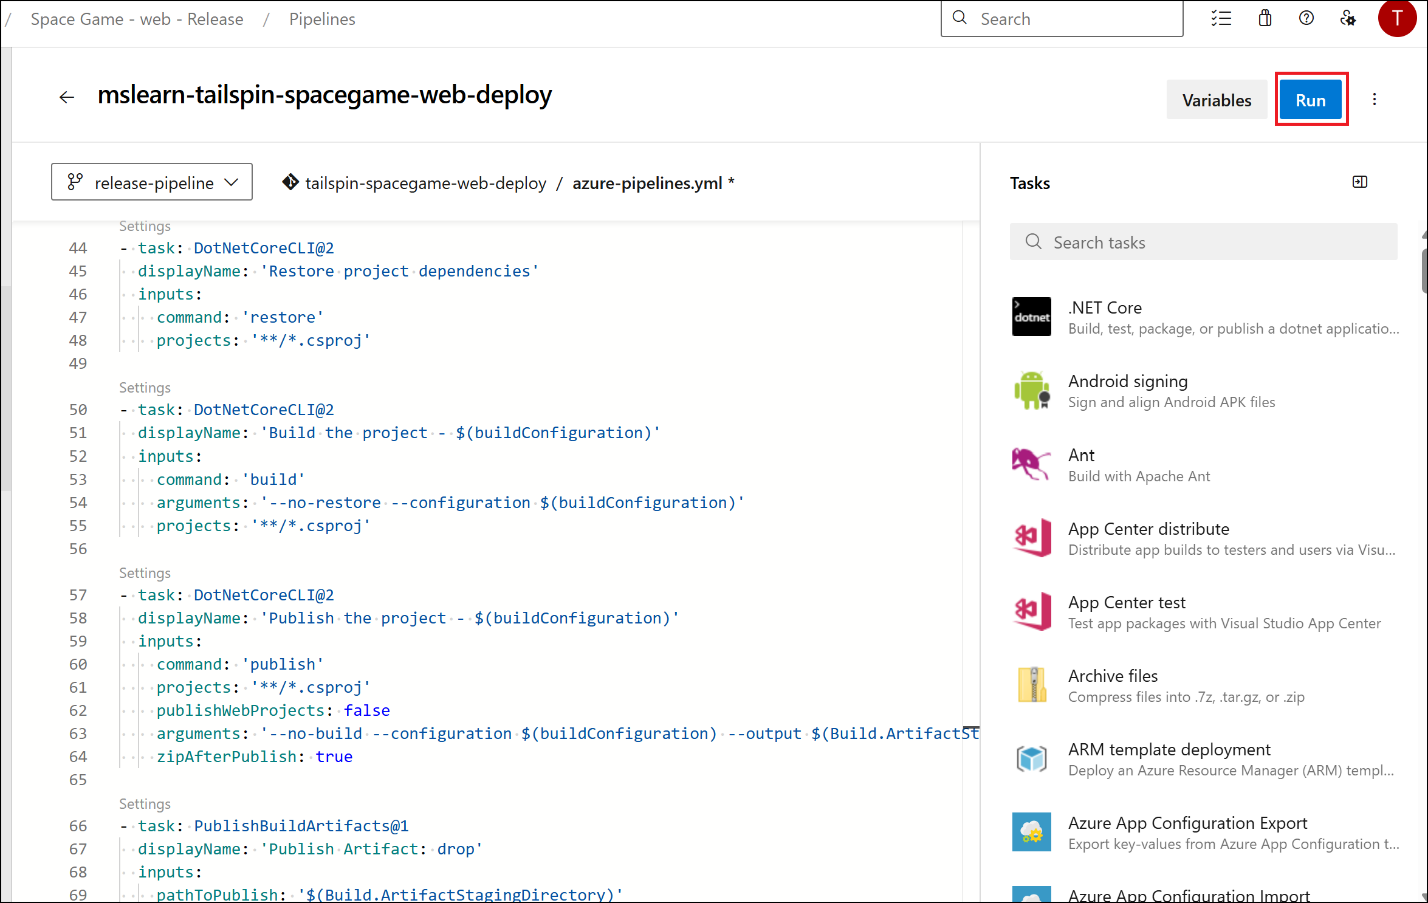 / Space Game - web - Release / Pipelines
Search
T
mslearn-tailspin-spacegame-web-deploy
Variables
Run
release-pipeline
tailspin-spacegame-web-deploy / azure-pipelines.yml *
Settings
44 - task: DotNetCoreCLI@2
45 displayName: 'Restore project dependencies'
46 inputs:
47 command: 'restore'
48 projects: '**/*.csproj'
49
Settings
50 - task: DotNetCoreCLI@2
51 displayName: 'Build the project - $(buildConfiguration)'
52 inputs:
53 command: 'build'
54 arguments: '--no-restore --configuration $(buildConfiguration)'
55 projects: '**/*.csproj'
56
Settings
57 - task: DotNetCoreCLI@2
58 displayName: 'Publish the project - $(buildConfiguration)'
59 inputs:
60 command: 'publish'
61 projects: '**/*.csproj'
62 publishWebProjects: false
63 arguments: '--no-build --configuration $(buildConfiguration) --output $(Build.ArtifactSt
64 zipAfterPublish: true
65
Settings
66 - task: PublishBuildArtifacts@1
67 displayName: 'Publish Artifact: drop'
68 inputs:
69 pathToPublish: '$(Build.ArtifactStagingDirectory)'
Tasks
Search tasks
dotnet
.NET Core
Build, test, package, or publish a dotnet applicatio...
Android signing
Sign and align Android APK files
Ant
Build with Apache Ant
App Center distribute
Distribute app builds to testers and users via Visu...
App Center test
Test app packages with Visual Studio App Center
Archive files
Compress files into .7z, .tar.gz, or .zip
ARM template deployment
Deploy an Azure Resource Manager (ARM) templ...
Azure App Configuration Export
Export key-values from Azure App Configuration t...
Azure App Configuration Import